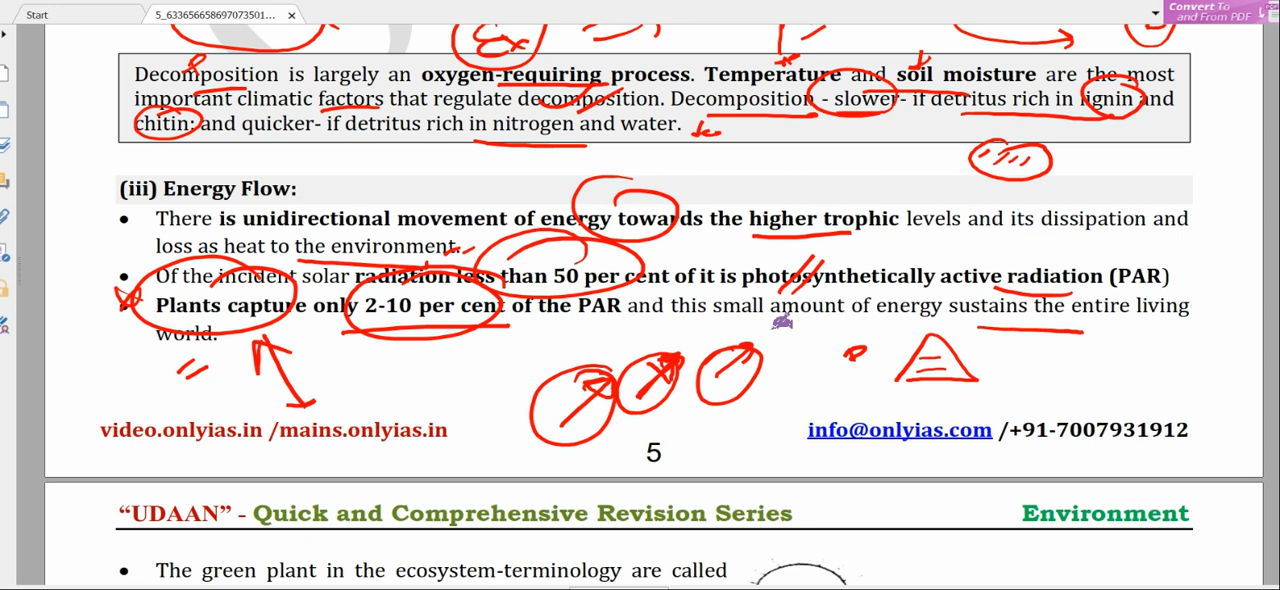 Start
5_633656658697073501...
Convert To
and From PDF
Ex
Decomposition is largely an oxygen-requiring process. Temperature and soil moisture are the most
important climatic factors that regulate decomposition. Decomposition - slower- if detritus rich in lignin and
chitin; and quicker- if detritus rich in nitrogen and water.
(iii) Energy Flow:
• There is unidirectional movement of energy towards the higher trophic levels and its dissipation and
loss as heat to the environment.
• Of the incident solar radiation less than 50 per cent of it is photosynthetically active radiation (PAR)
• Plants capture only 2-10 per cent of the PAR and this small amount of energy sustains the entire living
world.
video.onlyias.in /mains.onlyias.in
info@onlyias.com /+91-7007931912
5
“UDAAN” - Quick and Comprehensive Revision Series
Environment
• The green plant in the ecosystem-terminology are called